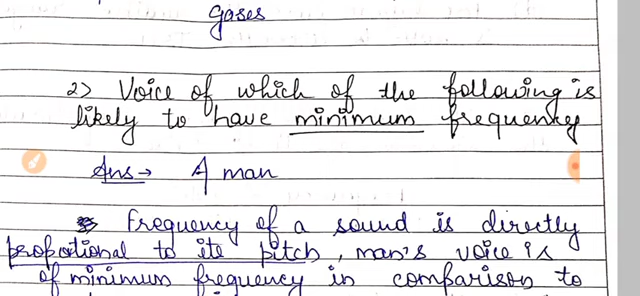 gases
2) Voice of which of the following is
likely to have minimum frequency
Ans → A man
Frequency of a sound is directly
propotional to its pitch, man's voice is
of minimum frequency in comparison to